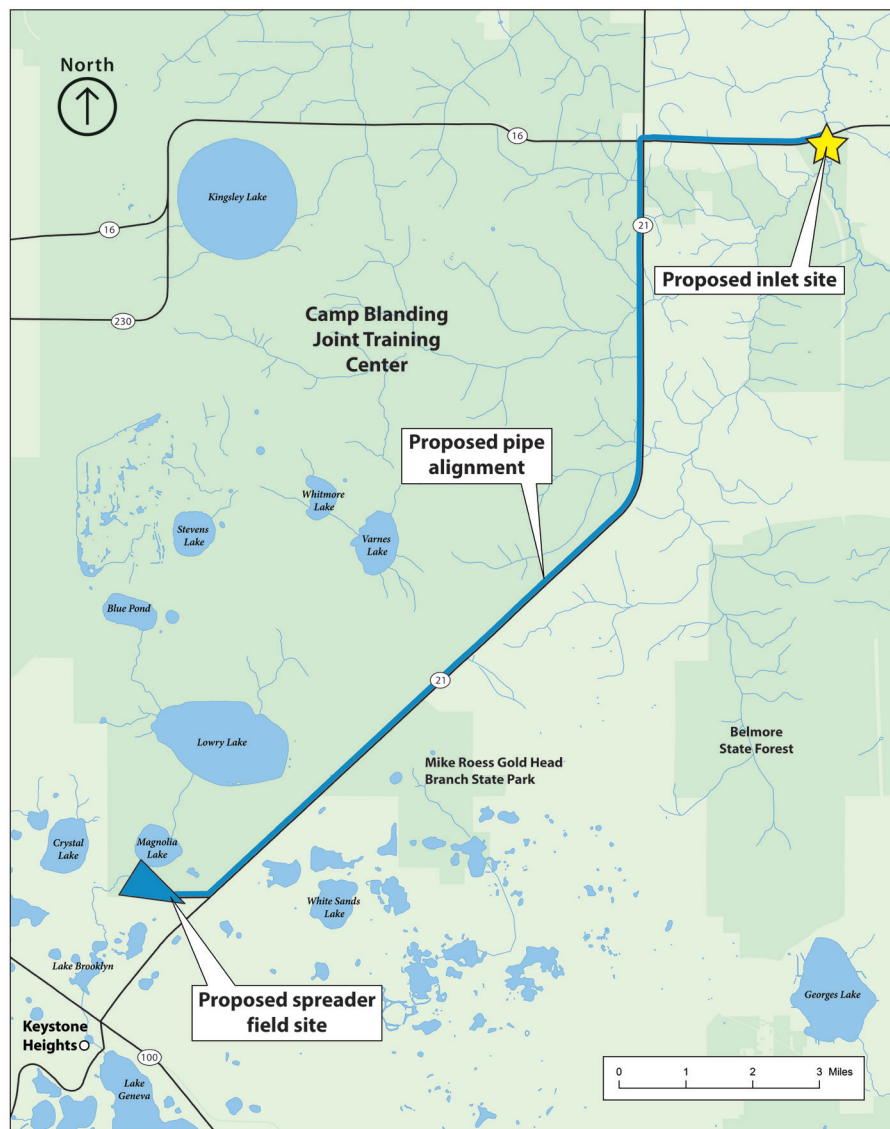 North
16
Kingsley Lake
16
21
Proposed inlet site
230
Camp Blanding
Joint Training
Center
Proposed pipe
alignment
Whitmore
Lake
Stevens
Lake
Varnes
Lake
Blue Pond
21
Lowry Lake
Belmore
State Forest
Mike Roess Gold Head
Branch State Park
Crystal
Lake
Magnolia
Lake
White Sands
Lake
Lake Brooklyn
Proposed spreader
field site
Georges Lake
Keystone
Heights
100
Lake
Geneva
0 1 2 3 Miles